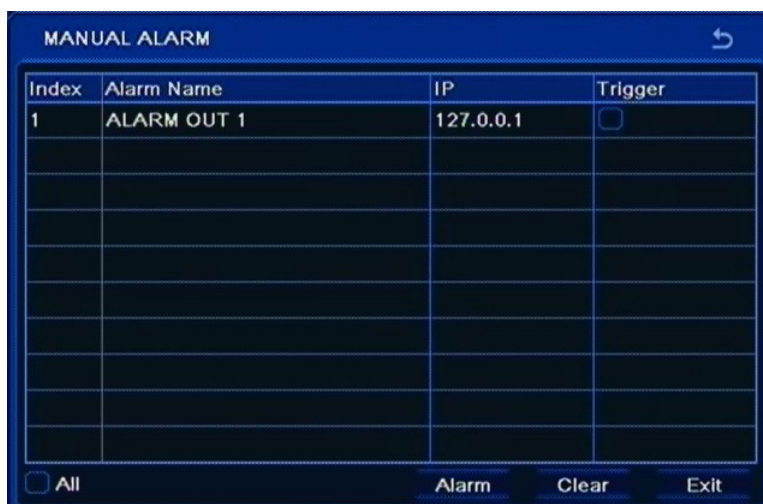 MANUAL ALARM
Index Alarm Name IP Trigger
1 ALARM OUT 1 127.0.0.1
All Alarm Clear Exit